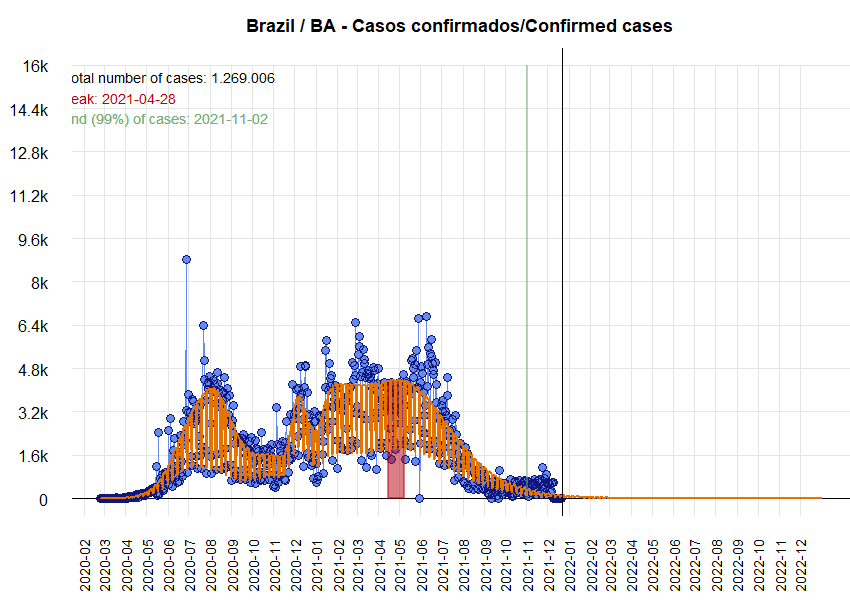 Brazil / BA - Casos confirmados/Confirmed cases
16k
otal number of cases: 1.269.006
eak: 2021-04-28
14.4k
nd (99%) of cases: 2021-11-02
12.8k
11.2k
9.6k
8k
6.4k
4.8k
3.2k
1.6k
0
2020-02
2020-03
2020-04
2020-05
2020-06
2020-07
2020-08
2020-09
2020-10
2020-11
2020-12
2021-01
2021-02
2021-03
2021-04
2021-05
2021-06
2021-07
2021-08
2021-09
2021-10
2021-11
2021-12
2022-01
2022-02
2022-03
2022-04
2022-05
2022-06
2022-07
2022-08
2022-09
2022-10
2022-11
2022-12